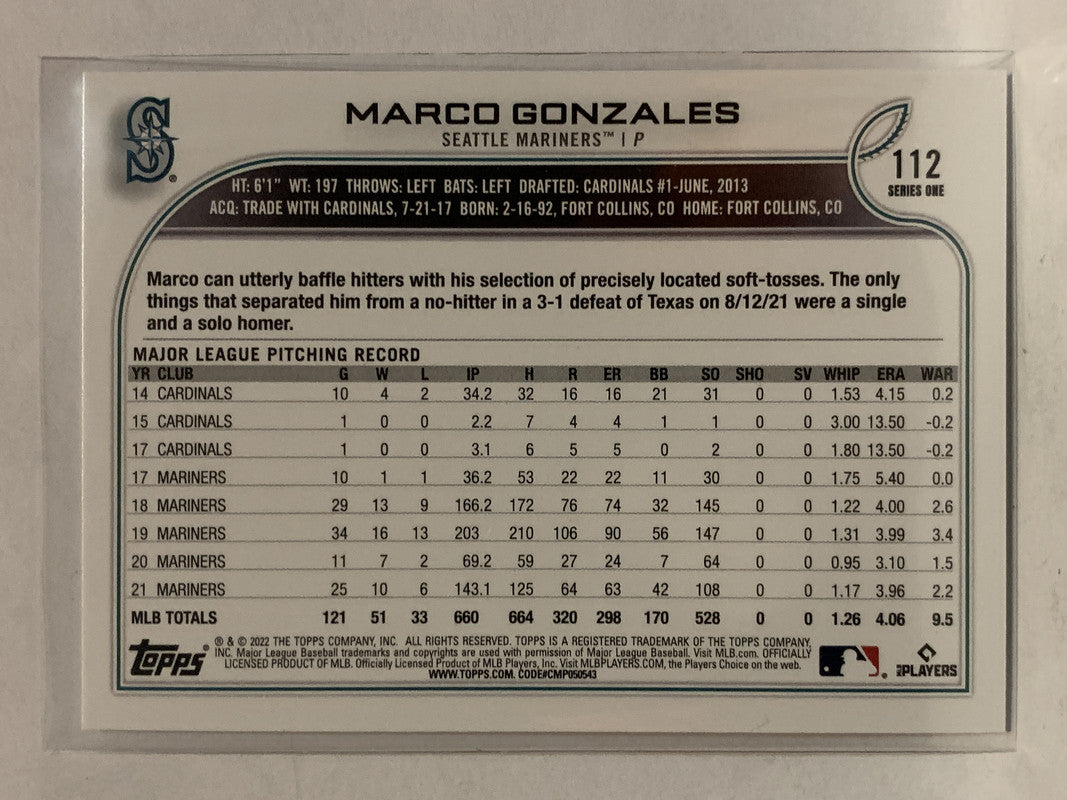 S
MARCO GONZALES
SEATTLE MARINERS™ | P
112
SERIES ONE
HT: 6'1" WT: 197 THROWS: LEFT BATS: LEFT DRAFTED: CARDINALS #1-JUNE, 2013
ACQ: TRADE WITH CARDINALS, 7-21-17 BORN: 2-16-92, FORT COLLINS, CO HOME: FORT COLLINS, CO
Marco can utterly baffle hitters with his selection of precisely located soft-tosses. The only
things that separated him from a no-hitter in a 3-1 defeat of Texas on 8/12/21 were a single
and a solo homer.
MAJOR LEAGUE PITCHING RECORD
YR CLUB G W L IP H R ER BB SO SHO SV WHIP ERA WAR
14 CARDINALS 10 4 2 34.2 32 16 16 21 31 0 0 1.53 4.15 0.2
15 CARDINALS 1 0 0 2.2 7 4 4 1 1 0 0 3.00 13.50 -0.2
17 CARDINALS 1 0 0 3.1 6 5 5 0 2 0 0 1.80 13.50 -0.2
17 MARINERS 10 1 1 36.2 53 22 22 11 30 0 0 1.75 5.40 0.0
18 MARINERS 29 13 9 166.2 172 76 74 32 145 0 0 1.22 4.00 2.6
19 MARINERS 34 16 13 203 210 106 90 56 147 0 0 1.31 3.99 3.4
20 MARINERS 11 7 2 69.2 59 27 24 7 64 0 0 0.95 3.10 1.5
21 MARINERS 25 10 6 143.1 125 64 63 42 108 0 0 1.17 3.96 2.2
MLB TOTALS 121 51 33 660 664 320 298 170 528 0 0 1.26 4.06 9.5
Topps
® & © 2022 THE TOPPS COMPANY, INC. ALL RIGHTS RESERVED. TOPPS IS A REGISTERED TRADEMARK OF THE TOPPS COMPANY,
INC. Major League Baseball trademarks and copyrights are used with permission of Major League Baseball. Visit MLB.com. OFFICIALLY
LICENSED PRODUCT OF MLB. Officially Licensed Product of MLB Players, Inc. Visit MLBPLAYERS.COM, the Players Choice on the web.
WWW.TOPPS.COM. CODE#CMP050543
MLB PLAYERS